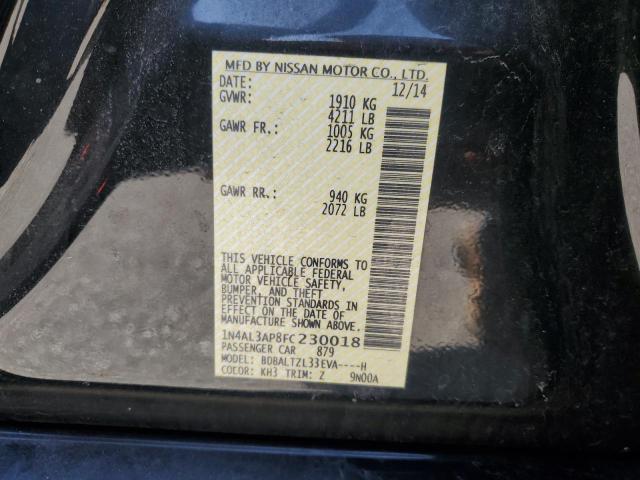 MFD BY NISSAN MOTOR CO., LTD.
DATE: 12/14
GVWR: 1910 KG
4211 LB
GAWR FR.: 1005 KG
2216 LB
GAWR RR.: 940 KG
2072 LB
THIS VEHICLE CONFORMS TO
ALL APPLICABLE FEDERAL
MOTOR VEHICLE SAFETY,
BUMPER, AND THEFT
PREVENTION STANDARDS IN
EFFECT ON THE DATE OF
MANUFACTURE SHOWN ABOVE.
1N4AL3AP8FC230018
PASSENGER CAR 879
MODEL: BDBALTZL33EVA----H
COLOR: KH3 TRIM: Z 9N00A